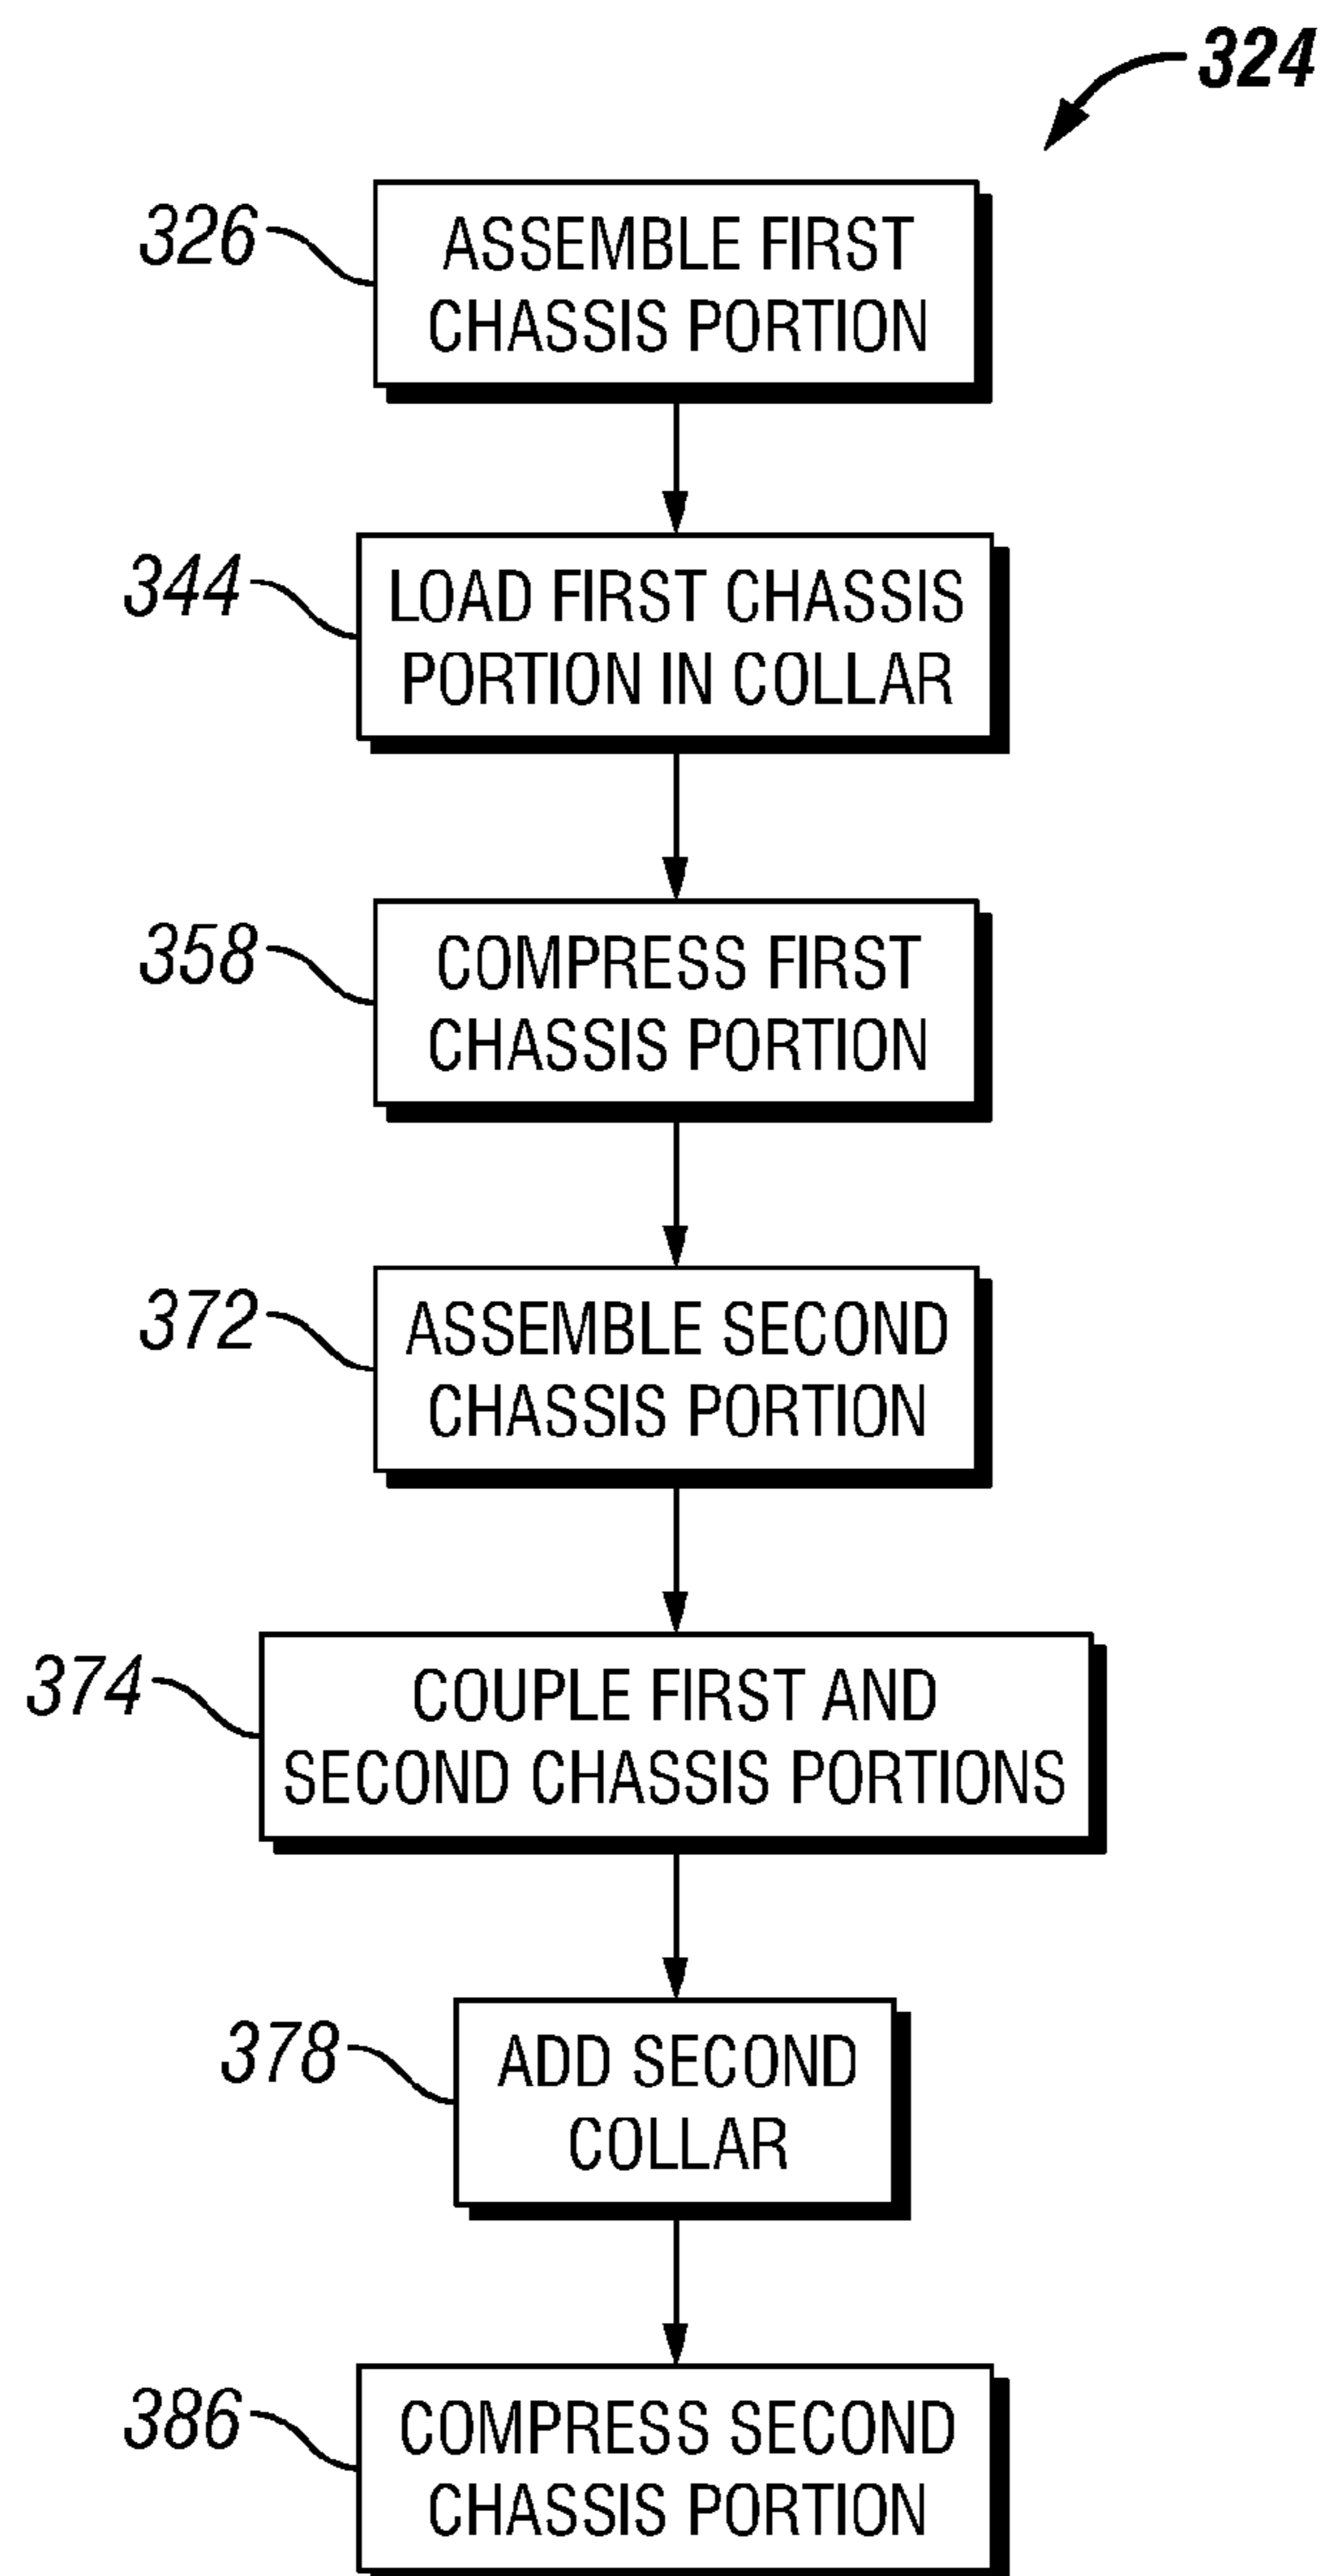 324
326
ASSEMBLE FIRST
CHASSIS PORTION
344
LOAD FIRST CHASSIS
PORTION IN COLLAR
358
COMPRESS FIRST
CHASSIS PORTION
372
ASSEMBLE SECOND
CHASSIS PORTION
374
COUPLE FIRST AND
SECOND CHASSIS PORTIONS
378
ADD SECOND
COLLAR
386
COMPRESS SECOND
CHASSIS PORTION